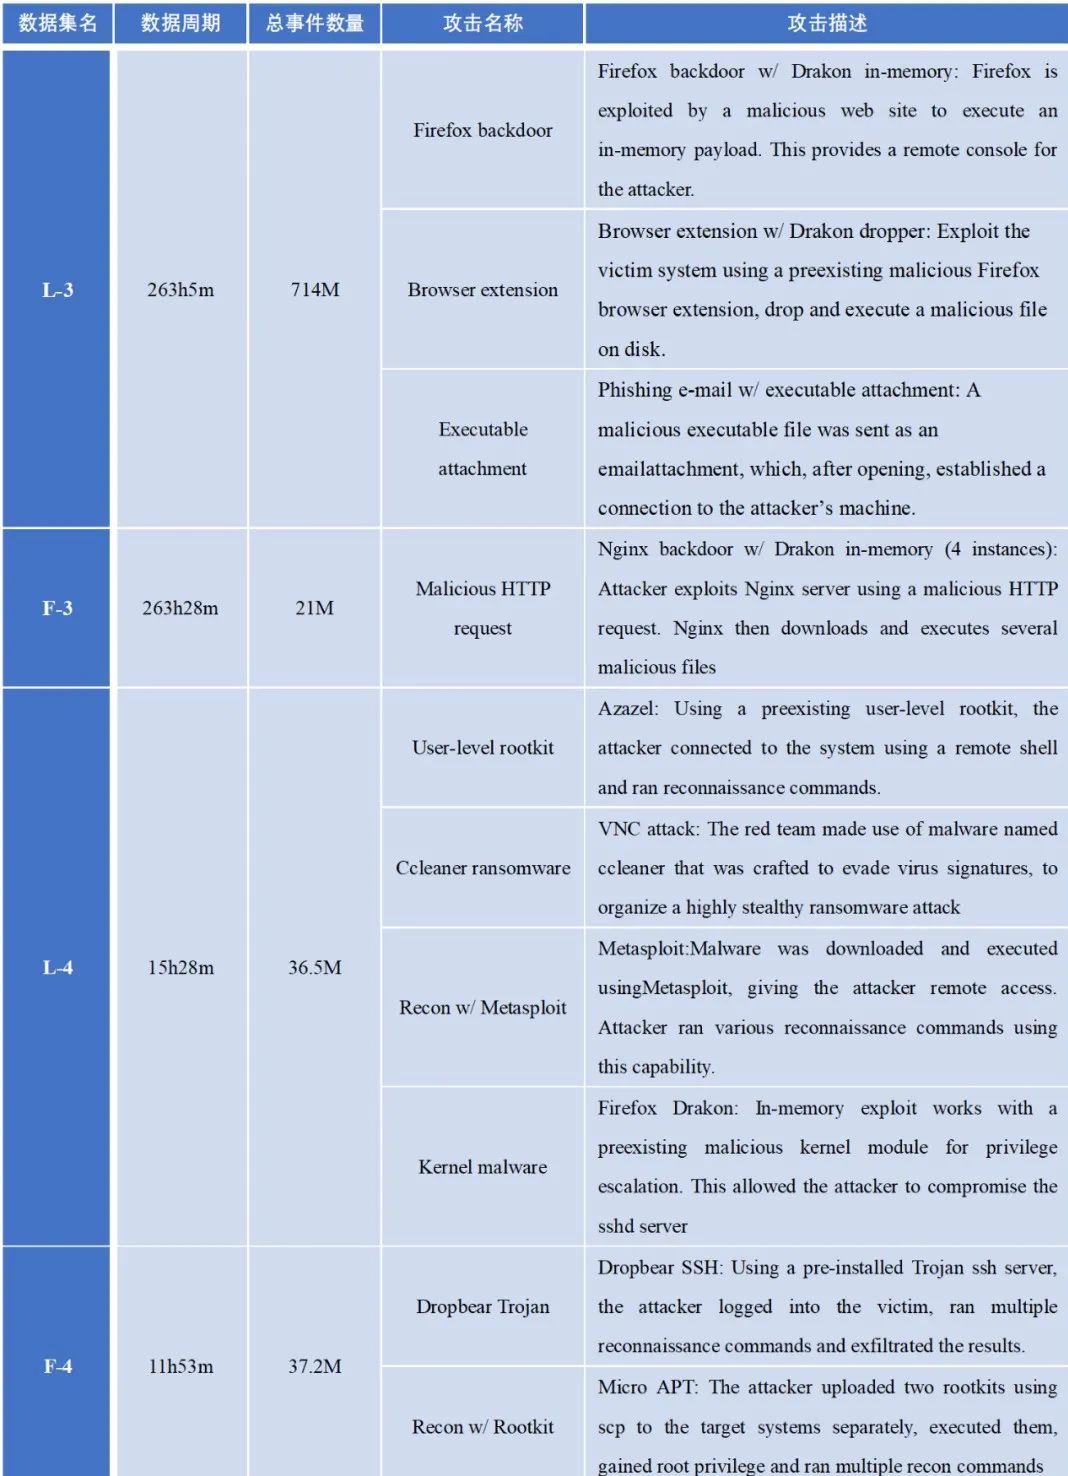 数据集名 数据周期 总事件数量 攻击名称 攻击描述
L-3
263h5m
714M
Firefox backdoor
Firefox backdoor w/ Drakon in-memory: Firefox is
exploited by a malicious web site to execute an
in-memory payload. This provides a remote console for
the attacker.
Browser extension
Browser extension w/ Drakon dropper: Exploit the
victim system using a preexisting malicious Firefox
browser extension, drop and execute a malicious file
on disk.
Executable
attachment
Phishing e-mail w/ executable attachment: A
malicious executable file was sent as an
emailattachment, which, after opening, established a
connection to the attacker’s machine.
F-3
263h28m
21M
Malicious HTTP
request
Nginx backdoor w/ Drakon in-memory (4 instances):
Attacker exploits Nginx server using a malicious HTTP
request. Nginx then downloads and executes several
malicious files
L-4
15h28m
36.5M
User-level rootkit
Azazel: Using a preexisting user-level rootkit, the
attacker connected to the system using a remote shell
and ran reconnaissance commands.
Ccleaner ransomware
VNC attack: The red team made use of malware named
ccleaner that was crafted to evade virus signatures, to
organize a highly stealthy ransomware attack
Recon w/ Metasploit
Metasploit:Malware was downloaded and executed
usingMetasploit, giving the attacker remote access.
Attacker ran various reconnaissance commands using
this capability.
Kernel malware
Firefox Drakon: In-memory exploit works with a
preexisting malicious kernel module for privilege
escalation. This allowed the attacker to compromise the
sshd server
F-4
11h53m
37.2M
Dropbear Trojan
Dropbear SSH: Using a pre-installed Trojan ssh server,
the attacker logged into the victim, ran multiple
reconnaissance commands and exfiltrated the results.
Recon w/ Rootkit
Micro APT: The attacker uploaded two rootkits using
scp to the target systems separately, executed them,
gained root privilege and ran multiple recon commands